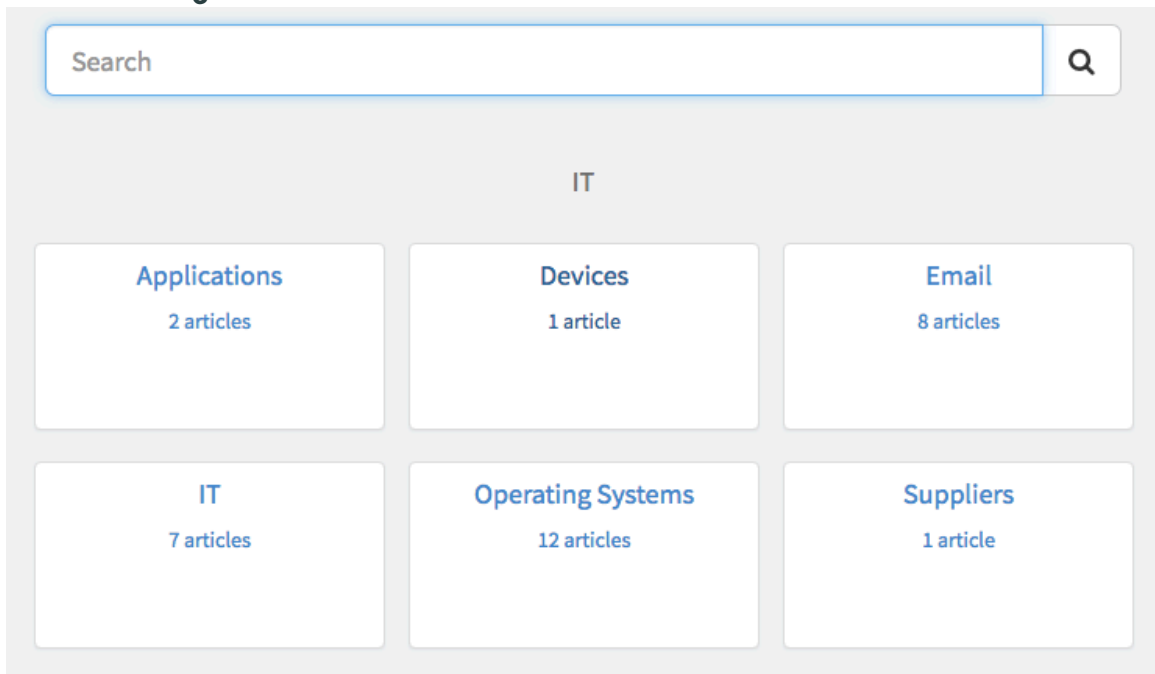 Search
IT
Applications
2 articles
Devices
1 article
Email
8 articles
IT
7 articles
Operating Systems
12 articles
Suppliers
1 article